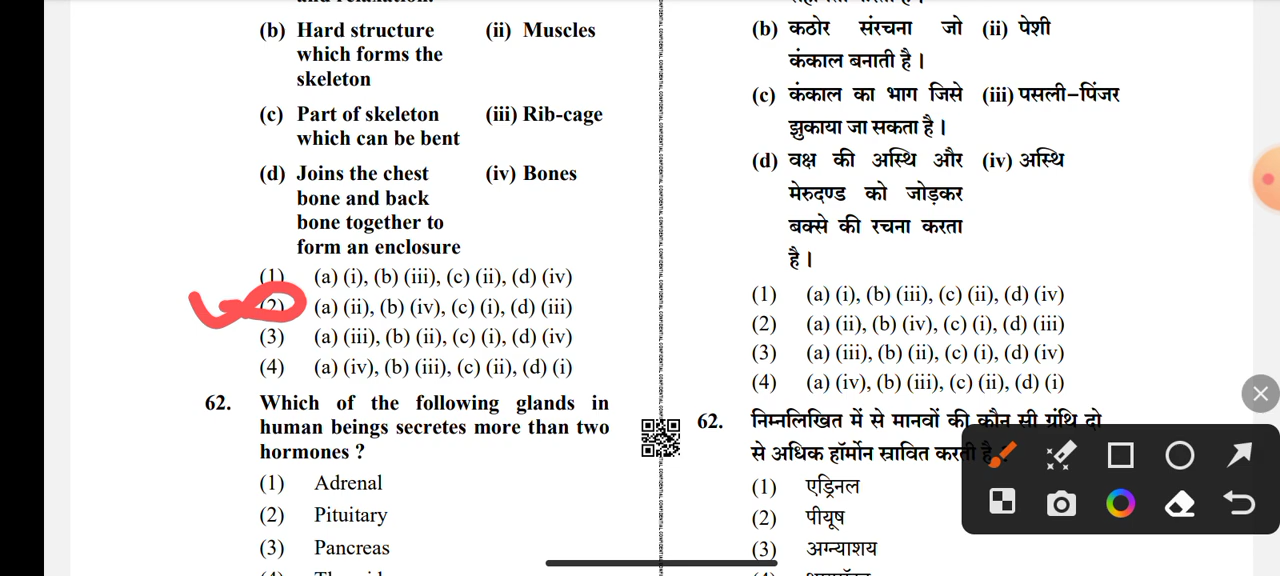 (b) Hard structure (ii) Muscles
which forms the
skeleton
(c) Part of skeleton (iii) Rib-cage
which can be bent
(d) Joins the chest (iv) Bones
bone and back
bone together to
form an enclosure
(1) (a) (i), (b) (iii), (c) (ii), (d) (iv)
(2) (a) (ii), (b) (iv), (c) (i), (d) (iii)
(3) (a) (iii), (b) (ii), (c) (i), (d) (iv)
(4) (a) (iv), (b) (iii), (c) (ii), (d) (i)
62. Which of the following glands in
human beings secretes more than two
hormones ?
(1) Adrenal
(2) Pituitary
(3) Pancreas
(b) कठोर संरचना जो (ii) पेशी
कंकाल बनाती है ।
(c) कंकाल का भाग जिसे (iii) पसली-पिंजर
झुकाया जा सकता है ।
(d) वक्ष की अस्थि और (iv) अस्थि
मेरुदण्ड को जोड़कर
बक्से की रचना करता
है ।
(1) (a) (i), (b) (iii), (c) (ii), (d) (iv)
(2) (a) (ii), (b) (iv), (c) (i), (d) (iii)
(3) (a) (iii), (b) (ii), (c) (i), (d) (iv)
(4) (a) (iv), (b) (iii), (c) (ii), (d) (i)
62. निम्नलिखित में से मानवों की कौन सी ग्रंथि दो
से अधिक हॉर्मोन स्रावित करती है
(1) एड्रिनल
(2) पीयूष
(3) अग्न्याशय